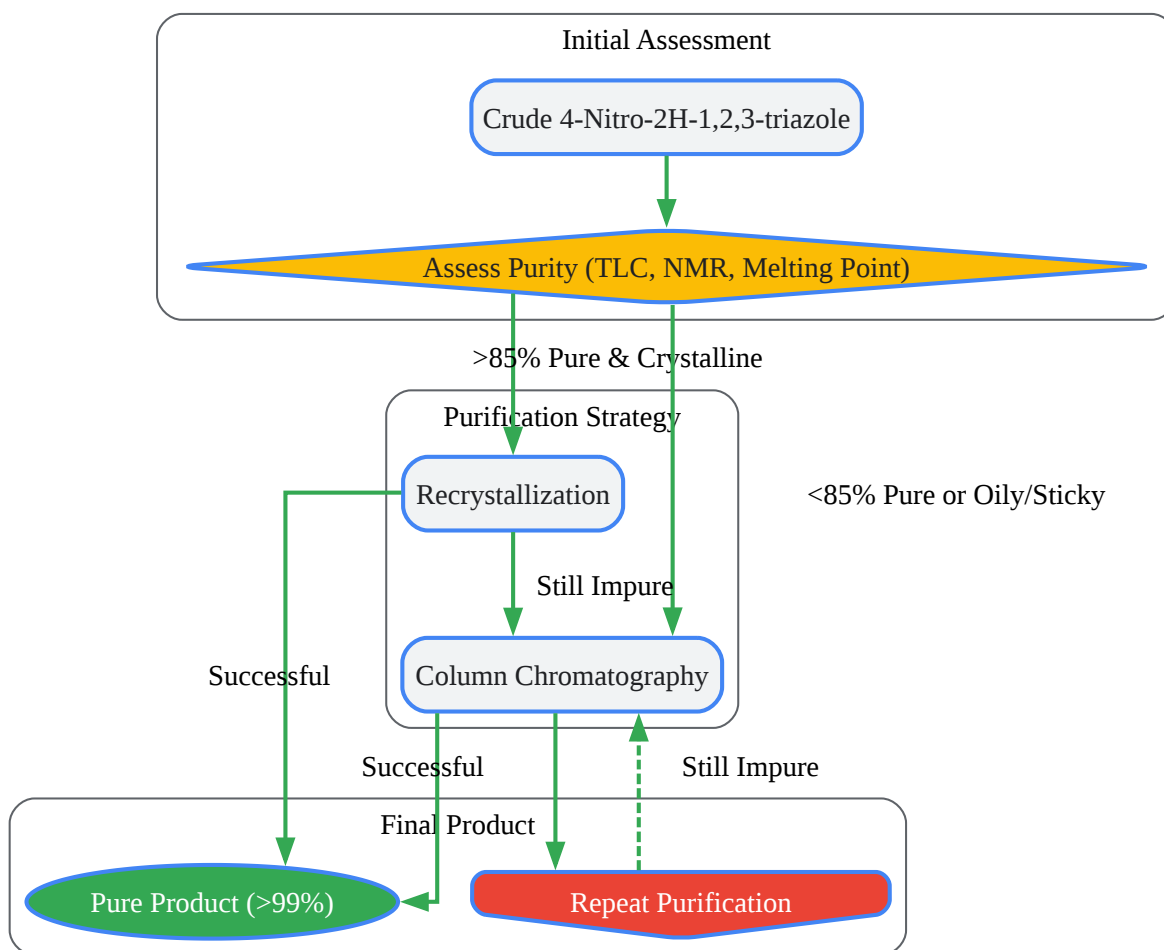 Initial Assessment
Crude 4-Nitro-2H-1,2,3-triazole
Assess Purity (TLC, NMR, Melting Point)
>85% Pure & Crystalline
Purification Strategy
Recrystallization
<85% Pure or Oily/Sticky
Still Impure
Column Chromatography
Successful
Successful
Still Impure
Final Product
Pure Product (>99%)
Repeat Purification